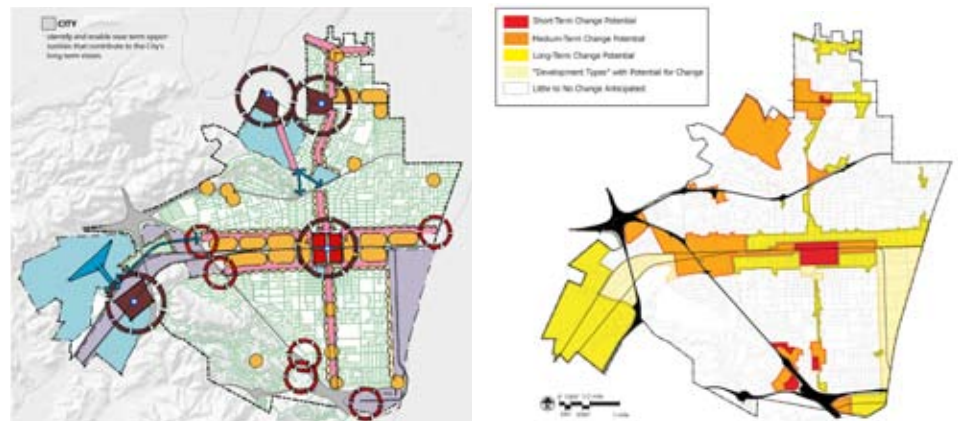 CITY
identify and enable near term oppor-
tunities that contribute to the City's
long term vision.
Short-Term Change Potential
Medium-Term Change Potential
Long-Term Change Potential
"Development Types" with Potential for Change
Little to No Change Anticipated
1 mile